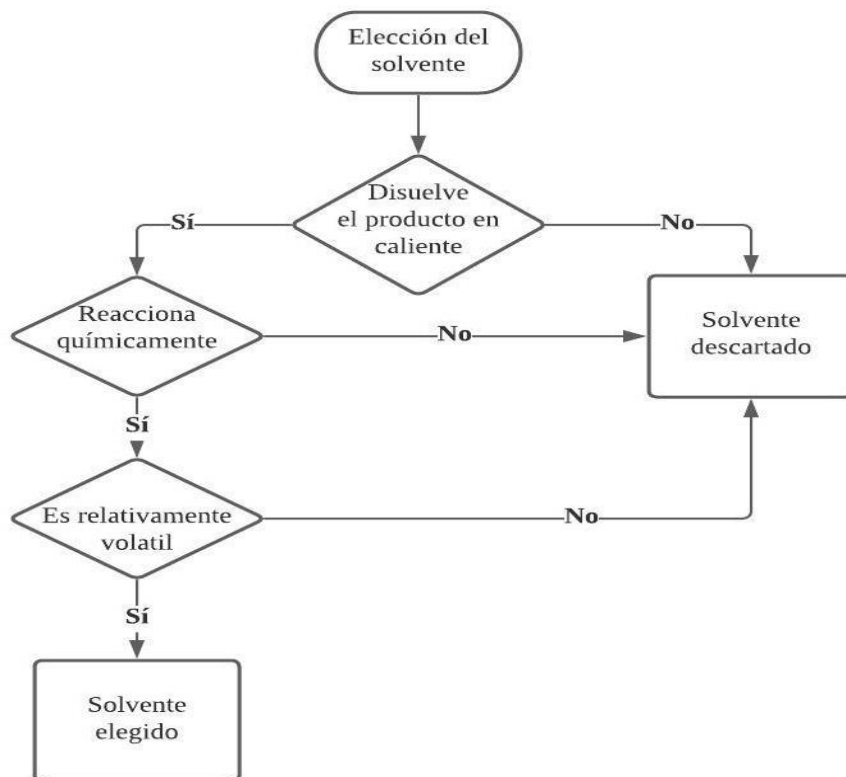 Elección del
solvente
Disuelve
el producto en
caliente
Sí
No
Reacciona
químicamente
No
Solvente
descartado
Sí
Es relativamente
volatil
No
Sí
Solvente
elegido